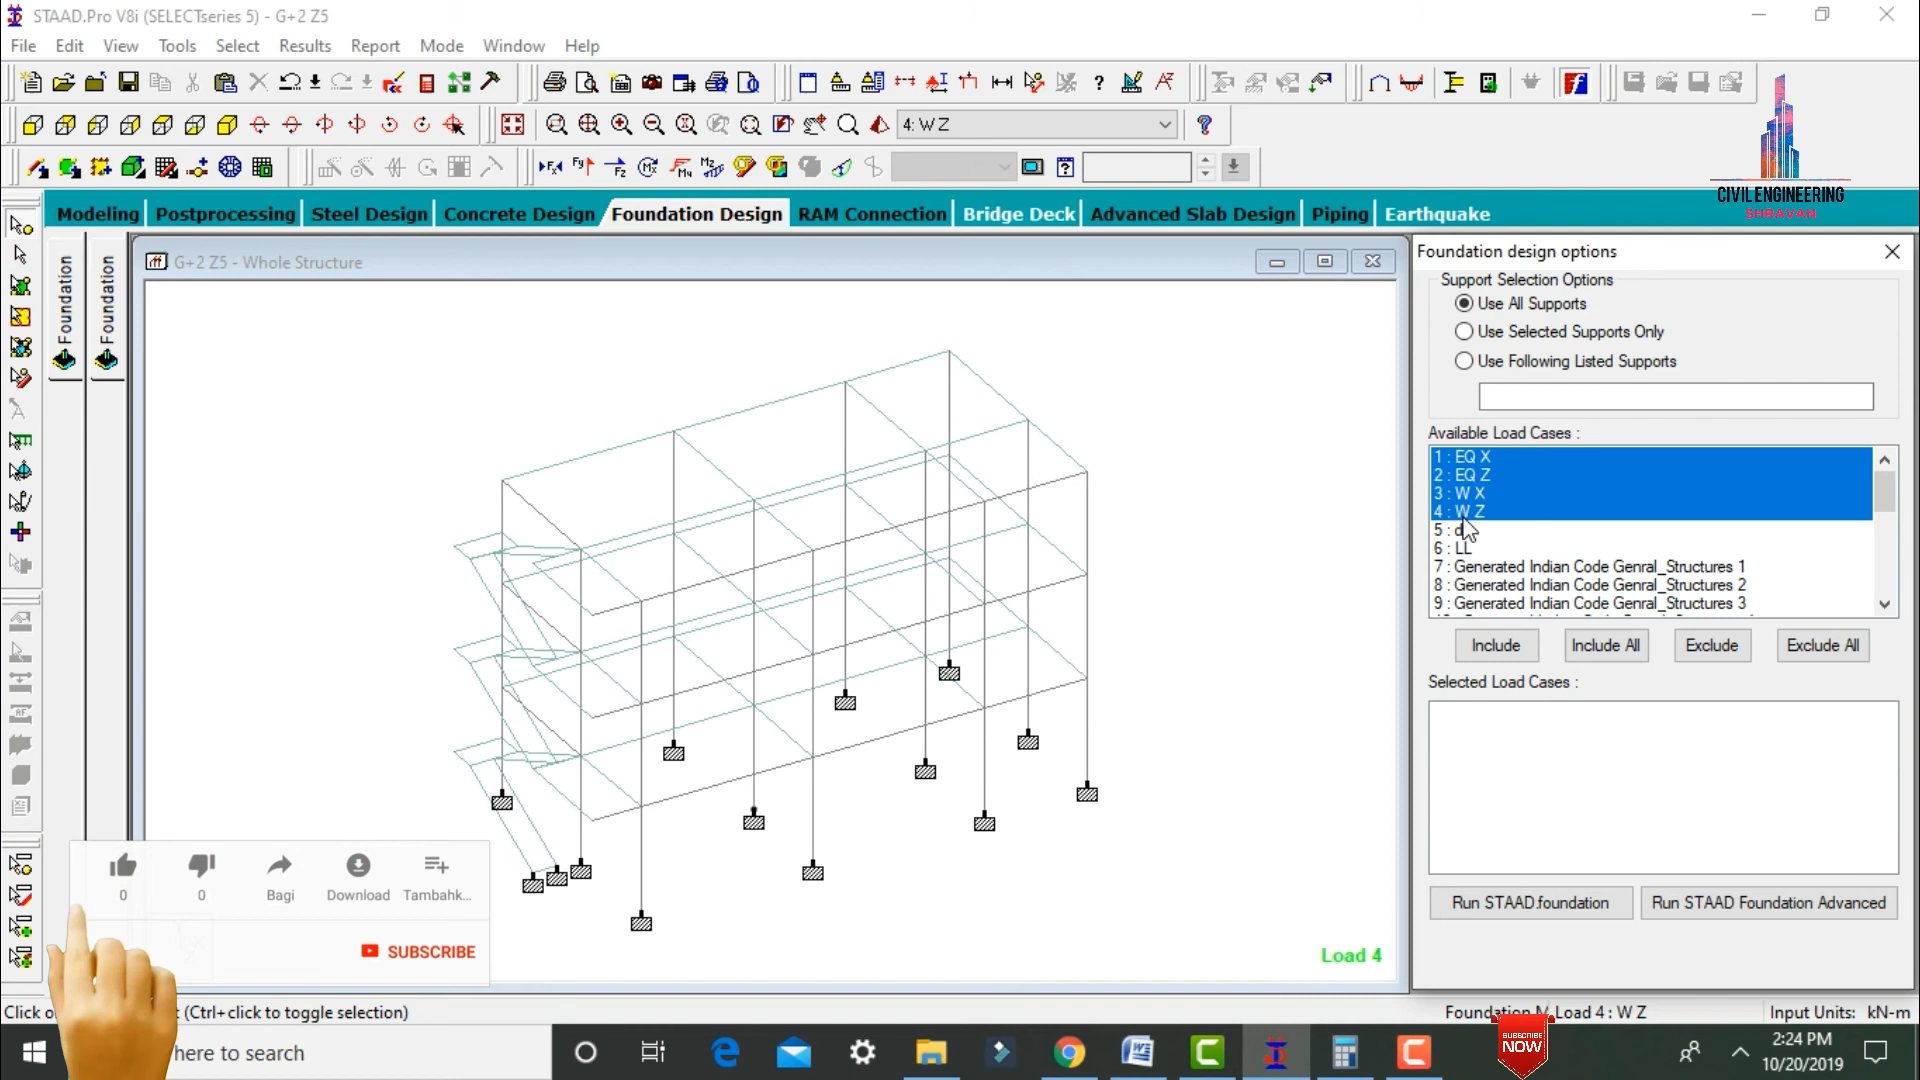 STAAD.Pro V8i (SELECTseries 5) - G+2 Z5
File Edit View Tools Select Results Report Mode Window Help
4: W Z
CIVIL ENGINEERING
SHRAVAN
Modeling Postprocessing Steel Design Concrete Design Foundation Design RAM Connection Bridge Deck Advanced Slab Design Piping Earthquake
Foundation
Foundation
G+2 Z5 - Whole Structure
Foundation design options
Support Selection Options
Use All Supports
Use Selected Supports Only
Use Following Listed Supports
Available Load Cases :
1 : EQ X
2 : EQ Z
3 : W X
4 : W Z
5 : d
6 : LL
7 : Generated Indian Code Genral_Structures 1
8 : Generated Indian Code Genral_Structures 2
9 : Generated Indian Code Genral_Structures 3
Include Include All Exclude Exclude All
Selected Load Cases :
Run STAAD.foundation Run STAAD Foundation Advanced
0 0 Bagi Download Tambahk...
SUBSCRIBE
Load 4
Click (Ctrl+click to toggle selection)
Foundation Load 4 : W Z Input Units: kN-m
here to search
SUBSCRIBE
NOW
2:24 PM
10/20/2019